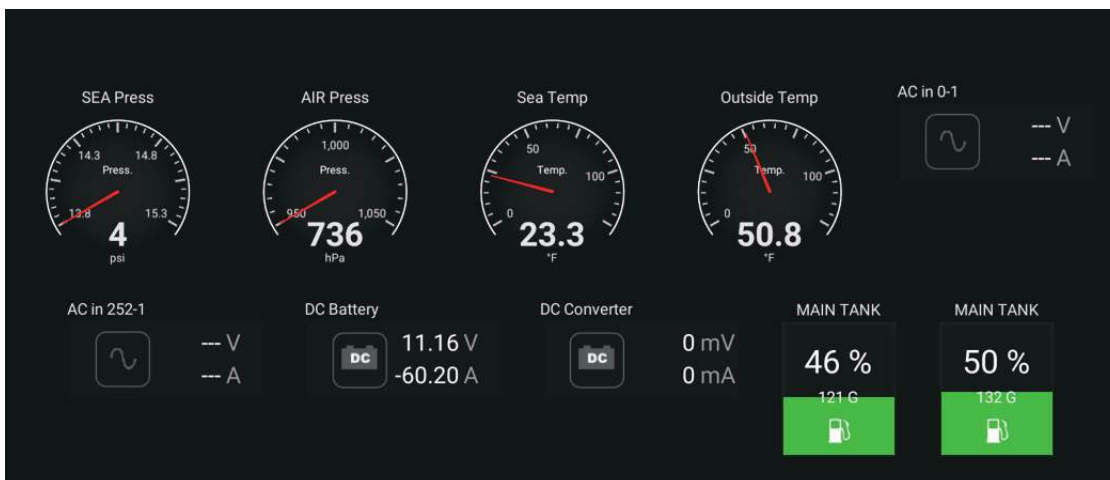 SEA Press
14.3 14.8
Press.
13.8 15.3
4
psi
AIR Press
1,000
Press.
950 1,050
736
hPa
Sea Temp
50
Temp. 100
0
23.3
°F
Outside Temp
50
Temp. 100
0
50.8
°F
AC in 0-1
--- V
--- A
AC in 252-1
--- V
--- A
DC Battery
DC
11.16 V
-60.20 A
DC Converter
DC
0 mV
0 mA
MAIN TANK
46 %
121 G
MAIN TANK
50 %
132 G